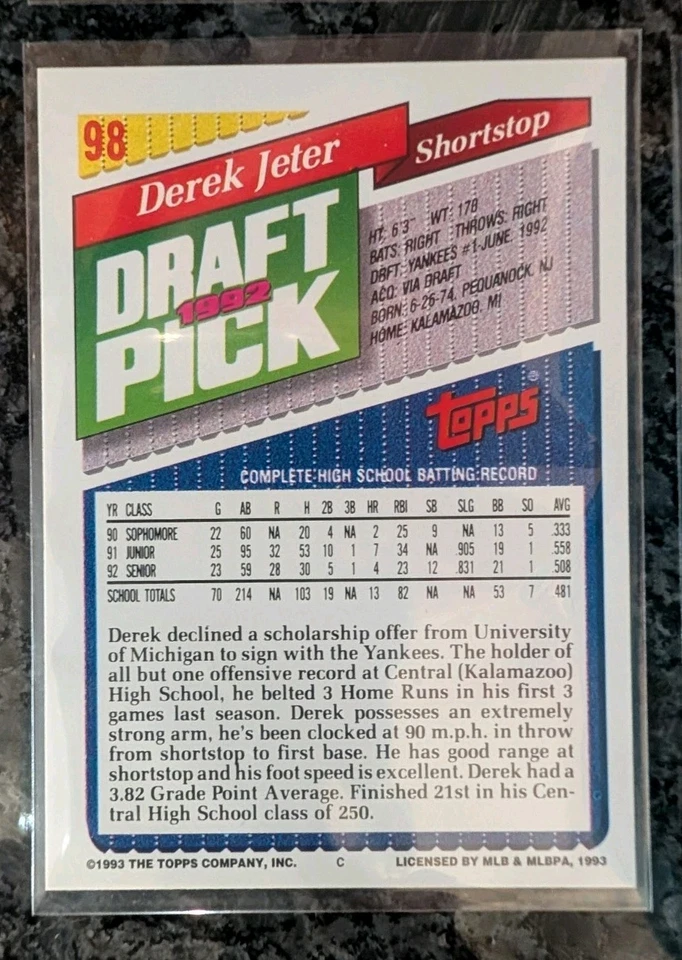 98
Derek Jeter
Shortstop
DRAFT
1992
PICK
HT: 6'3" WT: 178
BATS: RIGHT THROWS: RIGHT
DRFT: YANKEES #1-JUNE, 1992
ACQ: VIA DRAFT
BORN: 6-26-74, PEQUANOCK, NJ
HOME: KALAMAZOO, MI
TOPPS®
COMPLETE HIGH SCHOOL BATTING RECORD
YR CLASS G AB R H 2B 3B HR RBI SB SLG BB SO AVG
90 SOPHOMORE 22 60 NA 20 4 NA 2 25 9 NA 13 5 .333
91 JUNIOR 25 95 32 53 10 1 7 34 NA .905 19 1 .558
92 SENIOR 23 59 28 30 5 1 4 23 12 .831 21 1 .508
SCHOOL TOTALS 70 214 NA 103 19 NA 13 82 NA NA 53 7 .481
Derek declined a scholarship offer from University
of Michigan to sign with the Yankees. The holder of
all but one offensive record at Central (Kalamazoo)
High School, he belted 3 Home Runs in his first 3
games last season. Derek possesses an extremely
strong arm, he's been clocked at 90 m.p.h. in throw
from shortstop to first base. He has good range at
shortstop and his foot speed is excellent. Derek had a
3.82 Grade Point Average. Finished 21st in his Cen-
tral High School class of 250.
©1993 THE TOPPS COMPANY, INC. C LICENSED BY MLB & MLBPA, 1993